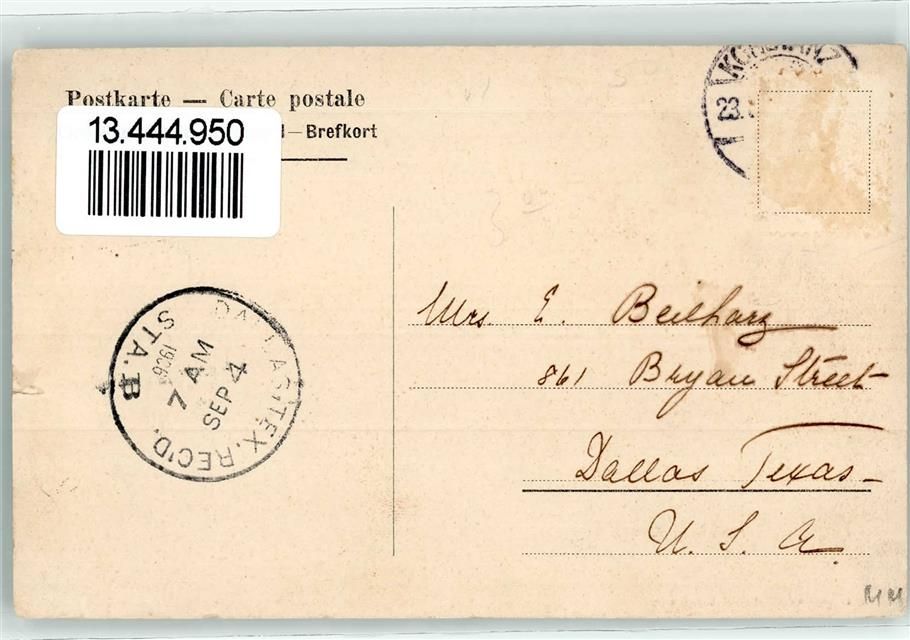 Postkarte — Carte postale
13.444.950
— Brefkort
23.
DALLAS, TEX. REC'D.
STA. B
1906
7 AM
SEP 4
Mrs. E. Beilharz
861 Bryan Street
Dallas Texas
U. S. A.